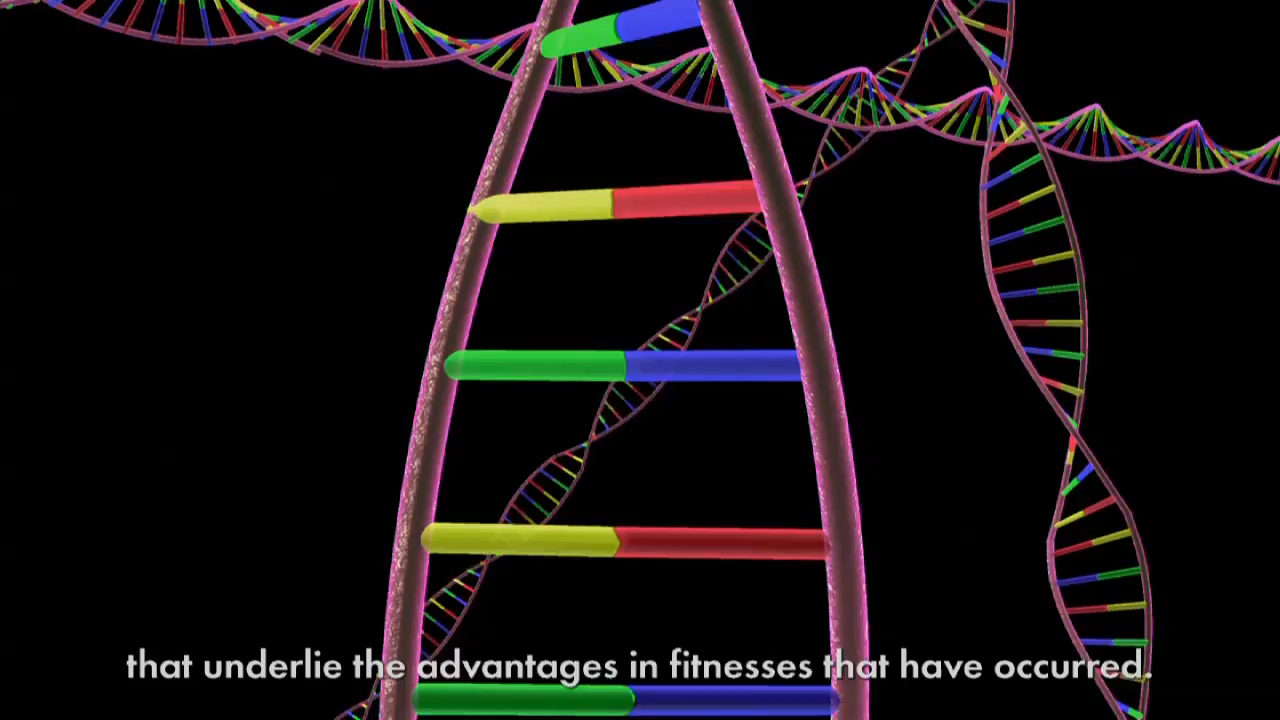 that underlie the advantages in fitnesses that have occurred.